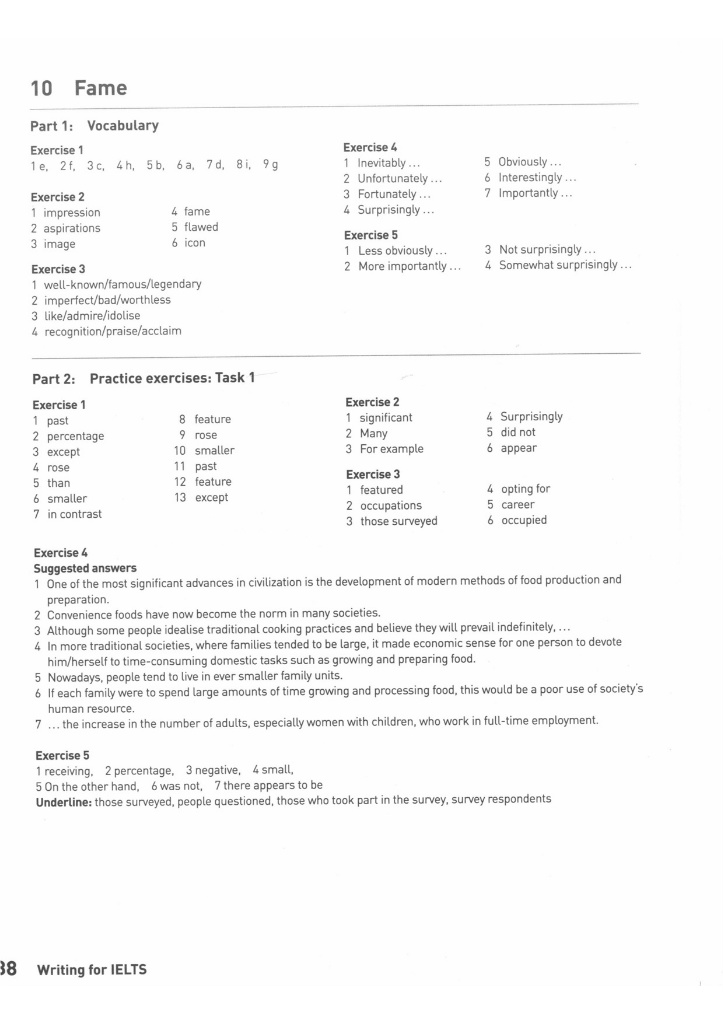 10 Fame
Part 1: Vocabulary
Exercise 1
1 e, 2 f, 3 c, 4 h, 5 b, 6 a, 7 d, 8 i, 9 g
Exercise 2
1 impression
2 aspirations
3 image
4 fame
5 flawed
6 icon
Exercise 3
1 well-known/famous/legendary
2 imperfect/bad/worthless
3 like/admire/idolise
4 recognition/praise/acclaim
Exercise 4
1 Inevitably ...
2 Unfortunately ...
3 Fortunately ...
4 Surprisingly ...
5 Obviously ...
6 Interestingly ...
7 Importantly ...
Exercise 5
1 Less obviously ...
2 More importantly ...
3 Not surprisingly ...
4 Somewhat surprisingly ...
Part 2: Practice exercises: Task 1
Exercise 1
1 past
2 percentage
3 except
4 rose
5 than
6 smaller
7 in contrast
8 feature
9 rose
10 smaller
11 past
12 feature
13 except
Exercise 2
1 significant
2 Many
3 For example
4 Surprisingly
5 did not
6 appear
Exercise 3
1 featured
2 occupations
3 those surveyed
4 opting for
5 career
6 occupied
Exercise 4
Suggested answers
1 One of the most significant advances in civilization is the development of modern methods of food production and
preparation.
2 Convenience foods have now become the norm in many societies.
3 Although some people idealise traditional cooking practices and believe they will prevail indefinitely, ...
4 In more traditional societies, where families tended to be large, it made economic sense for one person to devote
him/herself to time-consuming domestic tasks such as growing and preparing food.
5 Nowadays, people tend to live in ever smaller family units.
6 If each family were to spend large amounts of time growing and processing food, this would be a poor use of society's
human resource.
7 ... the increase in the number of adults, especially women with children, who work in full-time employment.
Exercise 5
1 receiving, 2 percentage, 3 negative, 4 small,
5 On the other hand, 6 was not, 7 there appears to be
Underline: those surveyed, people questioned, those who took part in the survey, survey respondents
8 Writing for IELTS